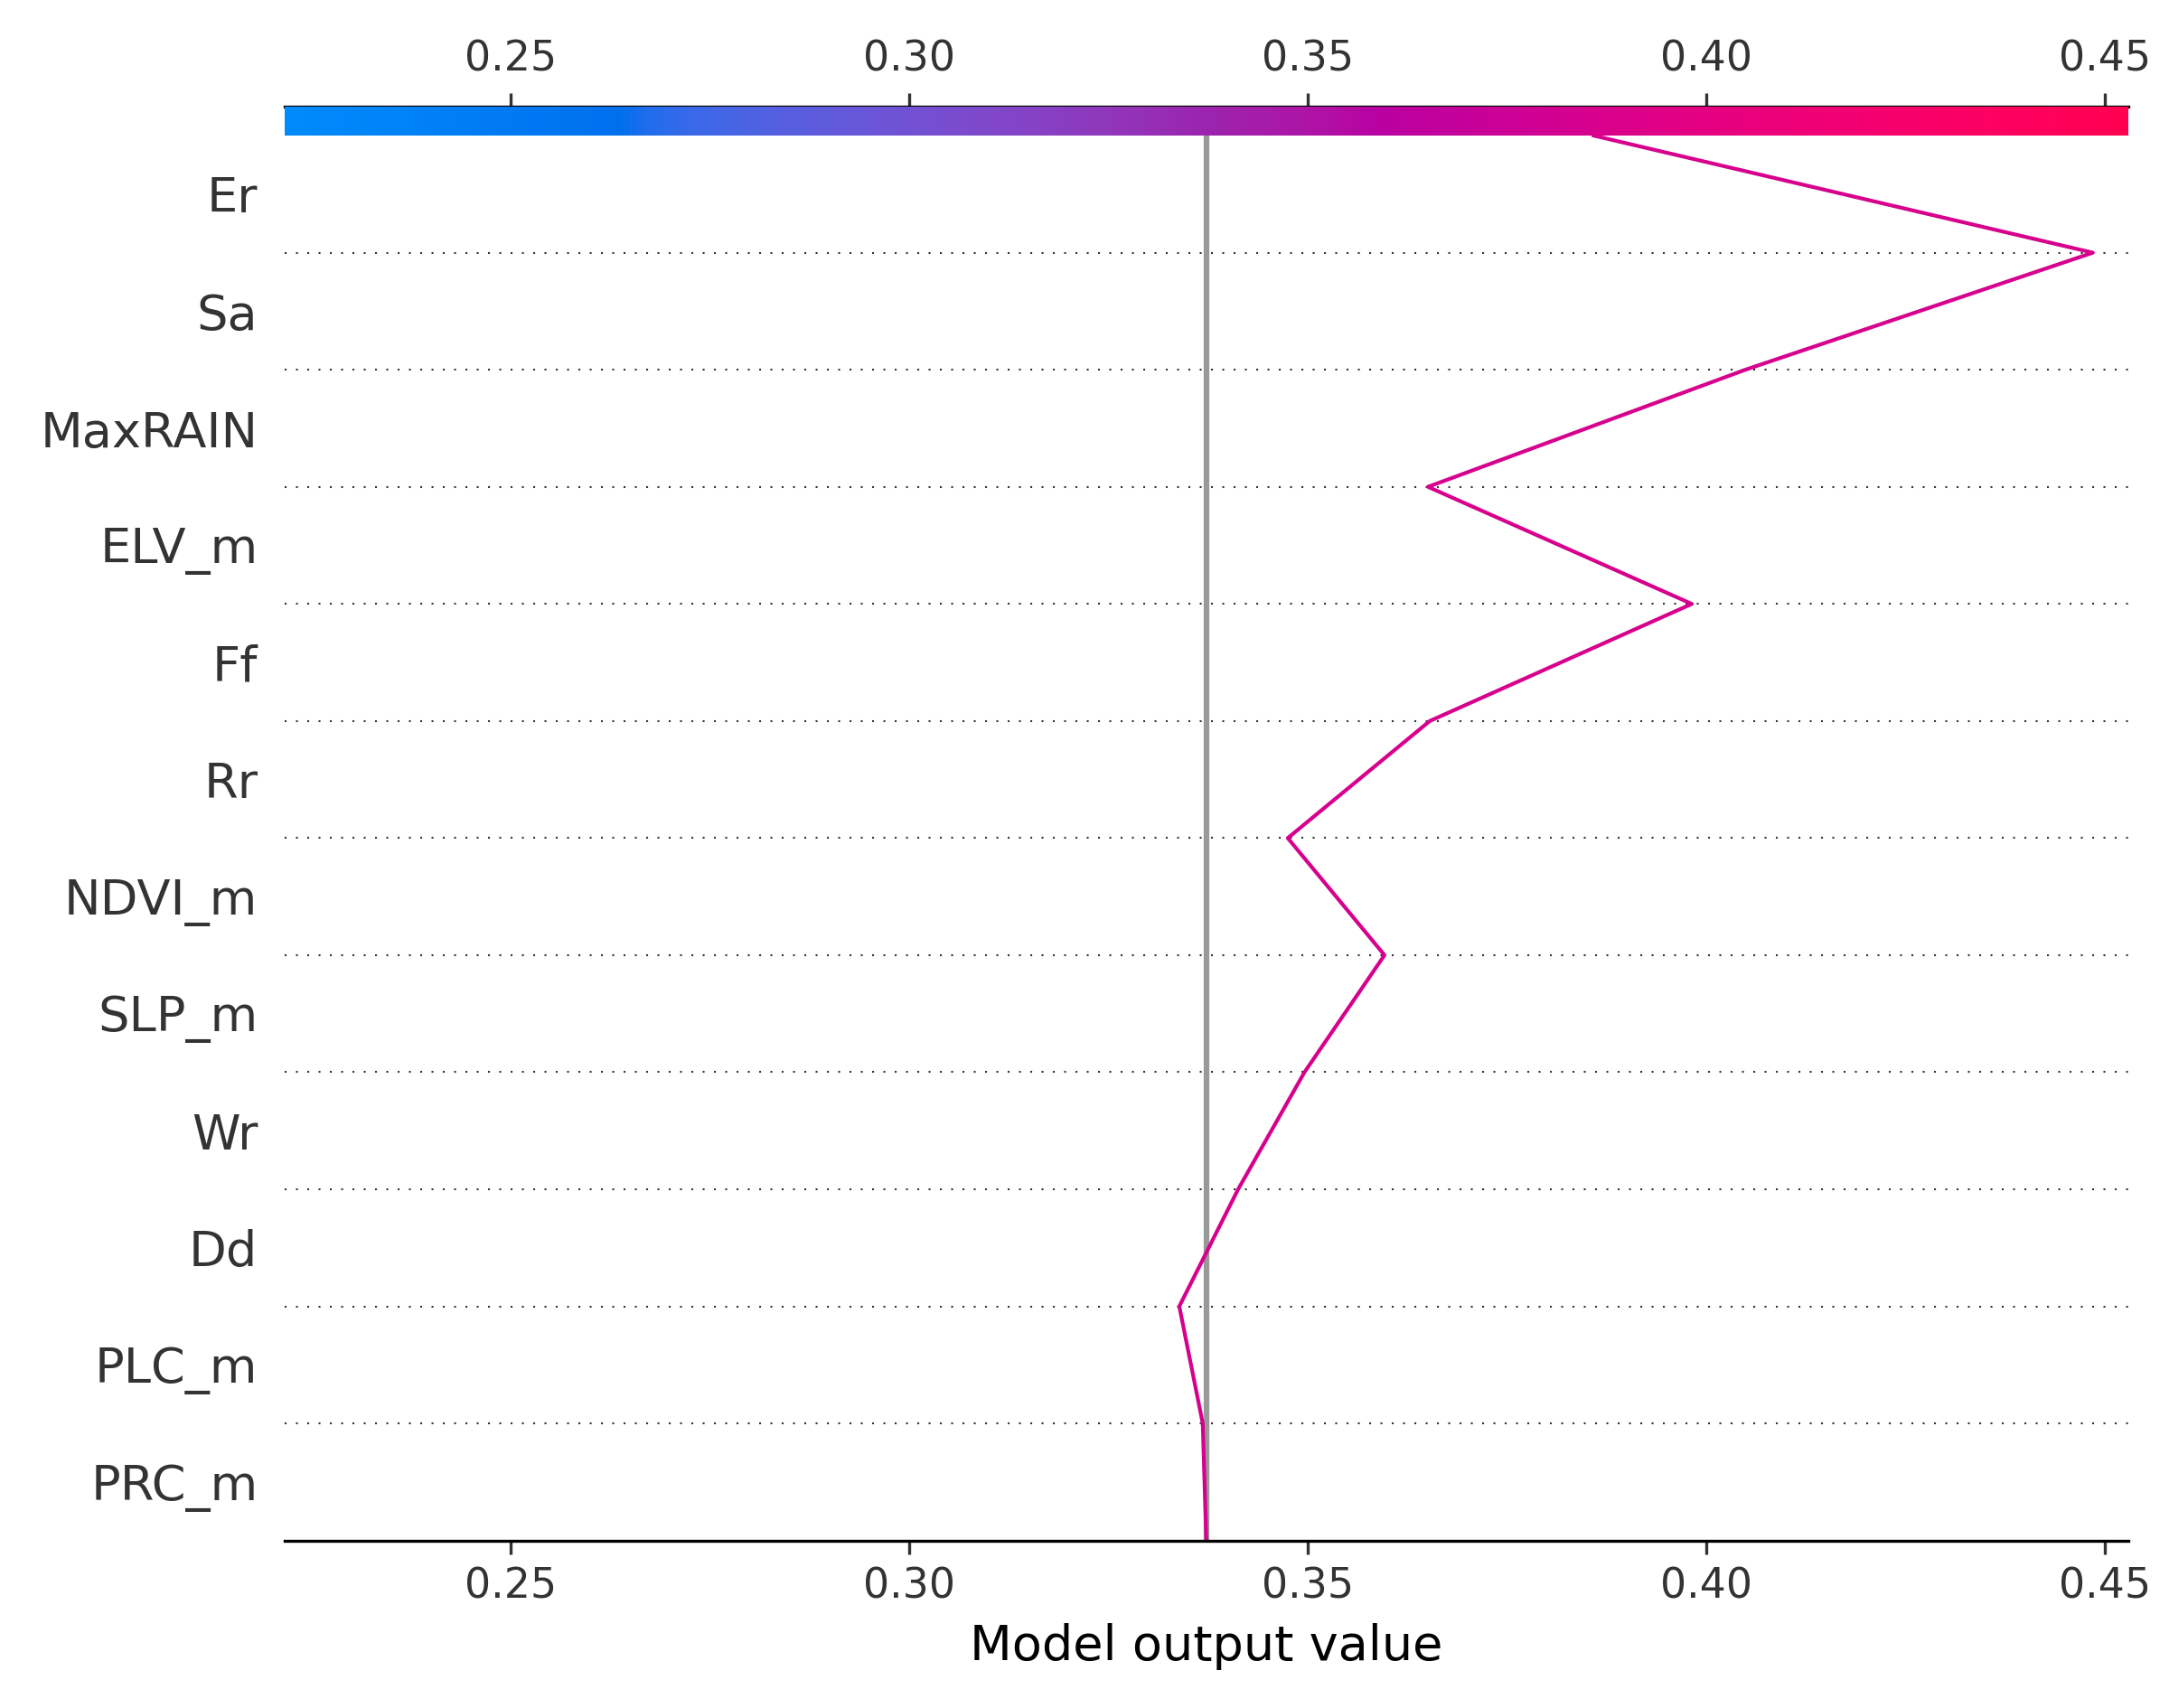 0.25 0.30 0.35 0.40 0.45
Er
Sa
MaxRAIN
ELV_m
Ff
Rr
NDVI_m
SLP_m
Wr
Dd
PLC_m
PRC_m
0.25 0.30 0.35 0.40 0.45
Model output value